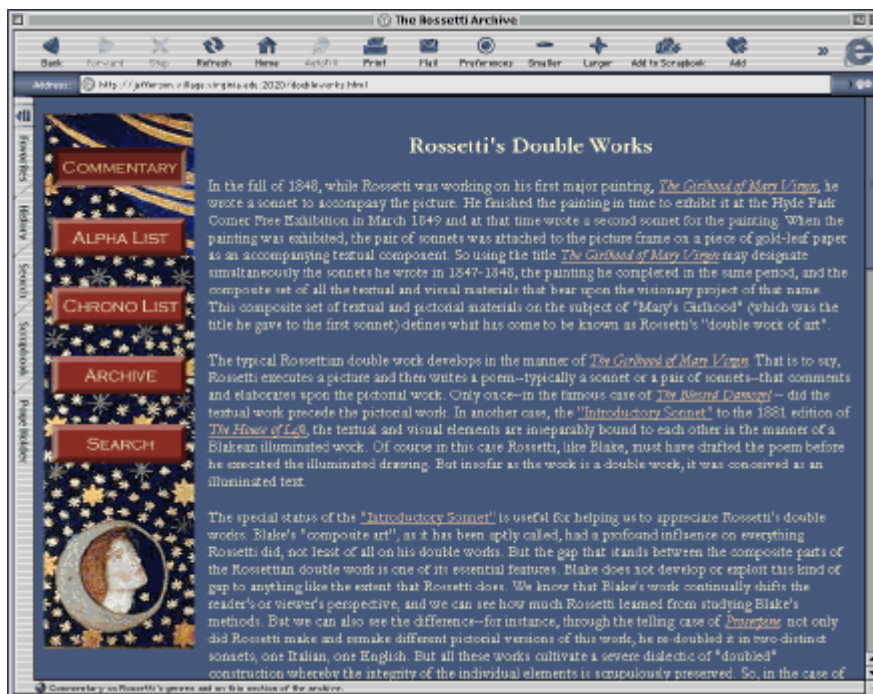 The Rossetti Archive
Back Forward Stop Refresh Home AutoFill Print Mail Preferences Smaller Larger Add to Scrapbook Add
Address: http://jefferson.village.virginia.edu:2020/doubleworks.html
Favorites
History
Search
Scrapbook
Page Holder
COMMENTARY
ALPHA LIST
CHRONO LIST
ARCHIVE
SEARCH
Rossetti's Double Works
In the fall of 1848, while Rossetti was working on his first major painting, The Girlhood of Mary Virgin, he
wrote a sonnet to accompany the picture. He finished the painting in time to exhibit it at the Hyde Park
Corner Free Exhibition in March 1849 and at that time wrote a second sonnet for the painting. When the
painting was exhibited, the pair of sonnets was attached to the picture frame on a piece of gold-leaf paper
as an accompanying textual component. So using the title The Girlhood of Mary Virgin may designate
simultaneously the sonnets he wrote in 1847-1848, the painting he completed in the same period, and the
composite set of all the textual and visual materials that bear upon the visionary project of that name.
This composite set of textual and pictorial materials on the subject of "Mary's Girlhood" (which was the
title he gave to the first sonnet) defines what has come to be known as Rossetti's "double work of art".
The typical Rossettian double work develops in the manner of The Girlhood of Mary Virgin. That is to say,
Rossetti executes a picture and then writes a poem--typically a sonnet or a pair of sonnets--that comments
and elaborates upon the pictorial work. Only once--in the famous case of The Blessed Damozel -- did the
textual work precede the pictorial work. In another case, the "Introductory Sonnet" to the 1881 edition of
The House of Life, the textual and visual elements are inseparably bound to each other in the manner of a
Blakean illuminated work. Of course in this case Rossetti, like Blake, must have drafted the poem before
he executed the illuminated drawing. But insofar as the work is a double work, it was conceived as an
illuminated text.
The special status of the "Introductory Sonnet" is useful for helping us to appreciate Rossetti's double
works. Blake's "composite art", as it has been aptly called, had a profound influence on everything
Rossetti did, not least of all on his double works. But the gap that stands between the composite parts of
the Rossettian double work is one of its essential features. Blake does not develop or exploit this kind of
gap to anything like the extent that Rossetti does. We know that Blake's work continually shifts the
reader's or viewer's perspective, and we can see how much Rossetti learned from studying Blake's
methods. But we can also see the difference--for instance, through the telling case of Proserpine: not only
did Rossetti make and remake different pictorial versions of this work, he re-doubled it in two distinct
sonnets, one Italian, one English. But all these works cultivate a severe dialectic of "doubled"
construction whereby the integrity of the individual elements is scrupulously preserved. So, in the case of
Commentary on Rossetti's genres and on this section of the archive.